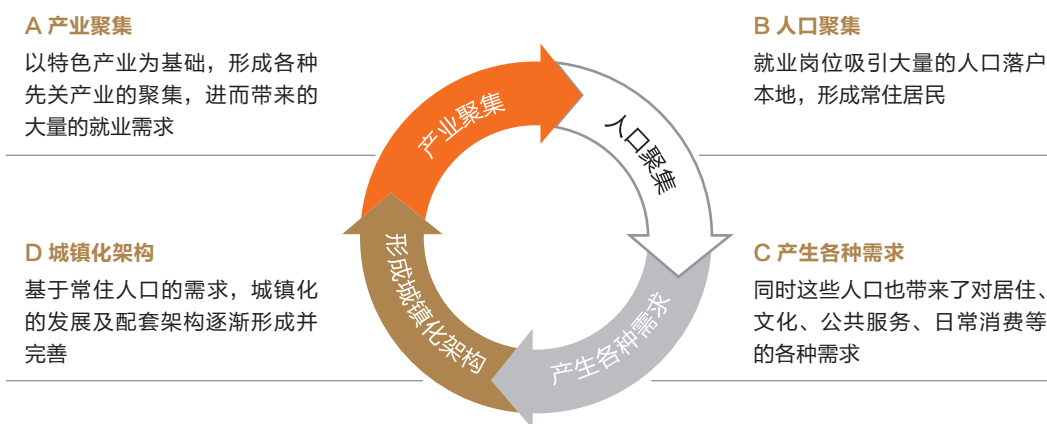 A 产业聚集
以特色产业为基础，形成各种
先关产业的聚集，进而带来的
大量的就业需求
B 人口聚集
就业岗位吸引大量的人口落户
本地，形成常住居民
产业聚集
人口聚集
形成城镇化架构
产生各种需求
D 城镇化架构
基于常住人口的需求，城镇化
的发展及配套架构逐渐形成并
完善
C 产生各种需求
同时这些人口也带来了对居住、
文化、公共服务、日常消费等
的各种需求